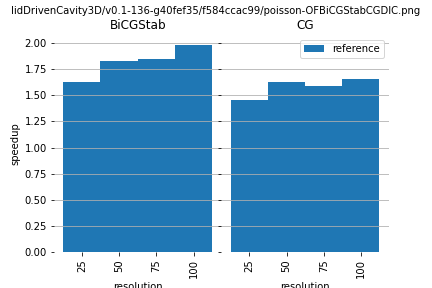 lidDrivenCavity3D/v0.1-136-g40fef35/f584ccac99/poisson-OFBiCGStabCGDIC.png
BiCGStab
CG
reference
2.00
1.75
1.50
1.25
1.00
0.75
0.50
0.25
0.00
speedup
25
50
75
100
25
50
75
100
resolution
resolution